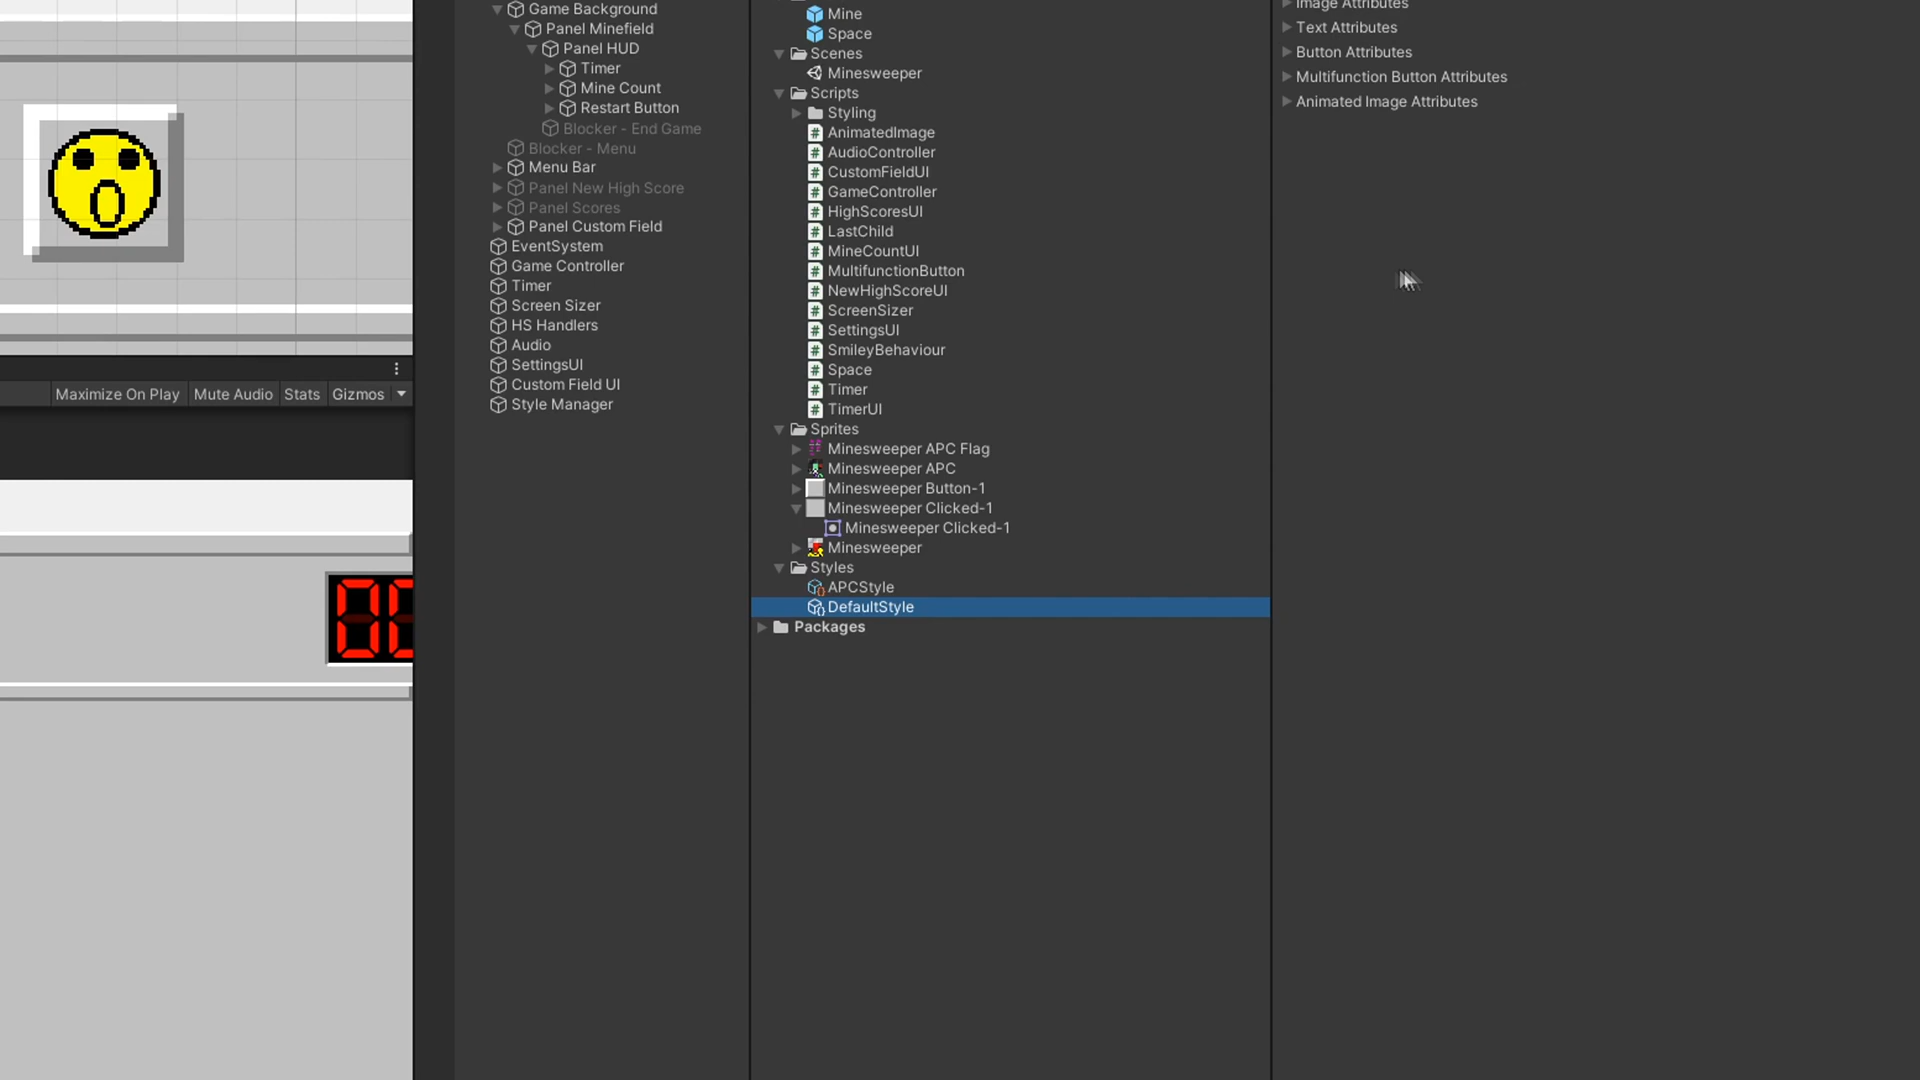 Game Background
Panel Minefield
Panel HUD
Timer
Mine Count
Restart Button
Blocker - End Game
Blocker - Menu
Menu Bar
Panel New High Score
Panel Scores
Panel Custom Field
EventSystem
Game Controller
Timer
Screen Sizer
HS Handlers
Audio
SettingsUI
Custom Field UI
Style Manager
Maximize On Play
Mute Audio
Stats
Gizmos
00
Mine
Space
Scenes
Minesweeper
Scripts
Styling
AnimatedImage
AudioController
CustomFieldUI
GameController
HighScoresUI
LastChild
MineCountUI
MultifunctionButton
NewHighScoreUI
ScreenSizer
SettingsUI
SmileyBehaviour
Space
Timer
TimerUI
Sprites
Minesweeper APC Flag
Minesweeper APC
Minesweeper Button-1
Minesweeper Clicked-1
Minesweeper Clicked-1
Minesweeper
Styles
APCStyle
DefaultStyle
Packages
Image Attributes
Text Attributes
Button Attributes
Multifunction Button Attributes
Animated Image Attributes